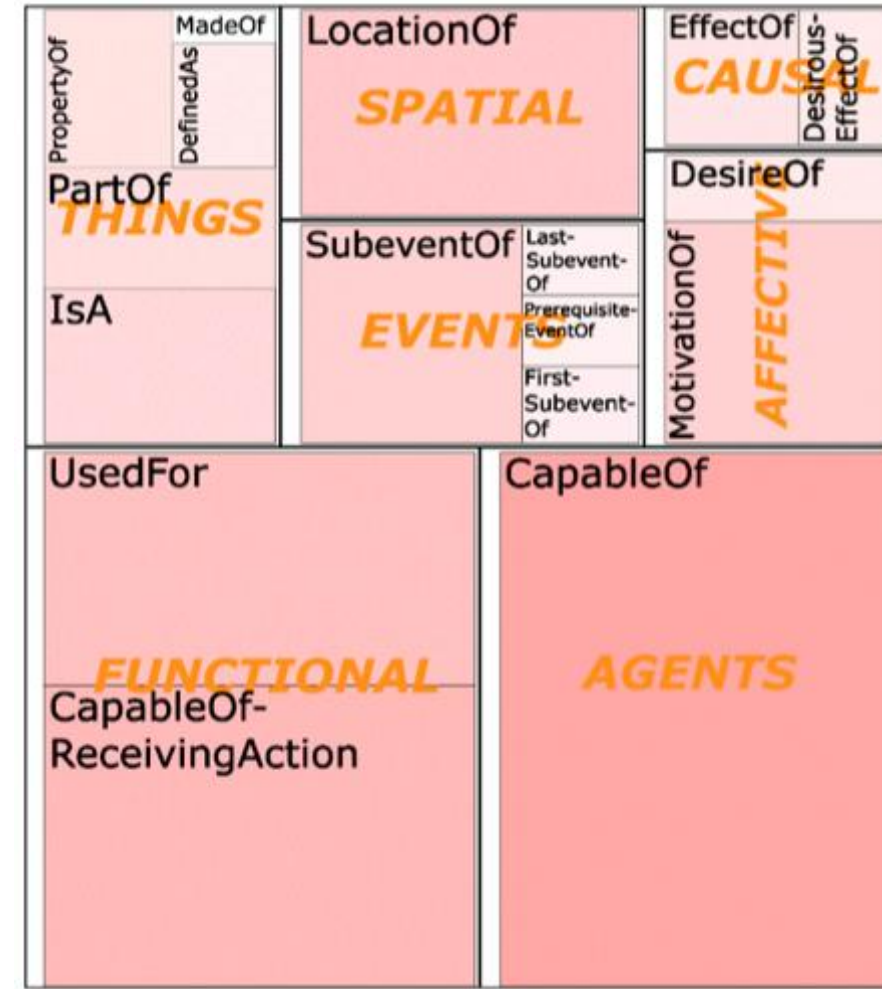 MadeOf
PropertyOf
DefinedAs
PartOf
THINGS
IsA
LocationOf
SPATIAL
SubeventOf
Last-
Subevent-
Of
Prerequisite-
EventOf
First-
Subevent-
Of
EVENTS
EffectOf
Desirous-
EffectOf
CAUSAL
DesireOf
MotivationOf
AFFECTIVE
UsedFor
FUNCTIONAL
CapableOf-
ReceivingAction
CapableOf
AGENTS